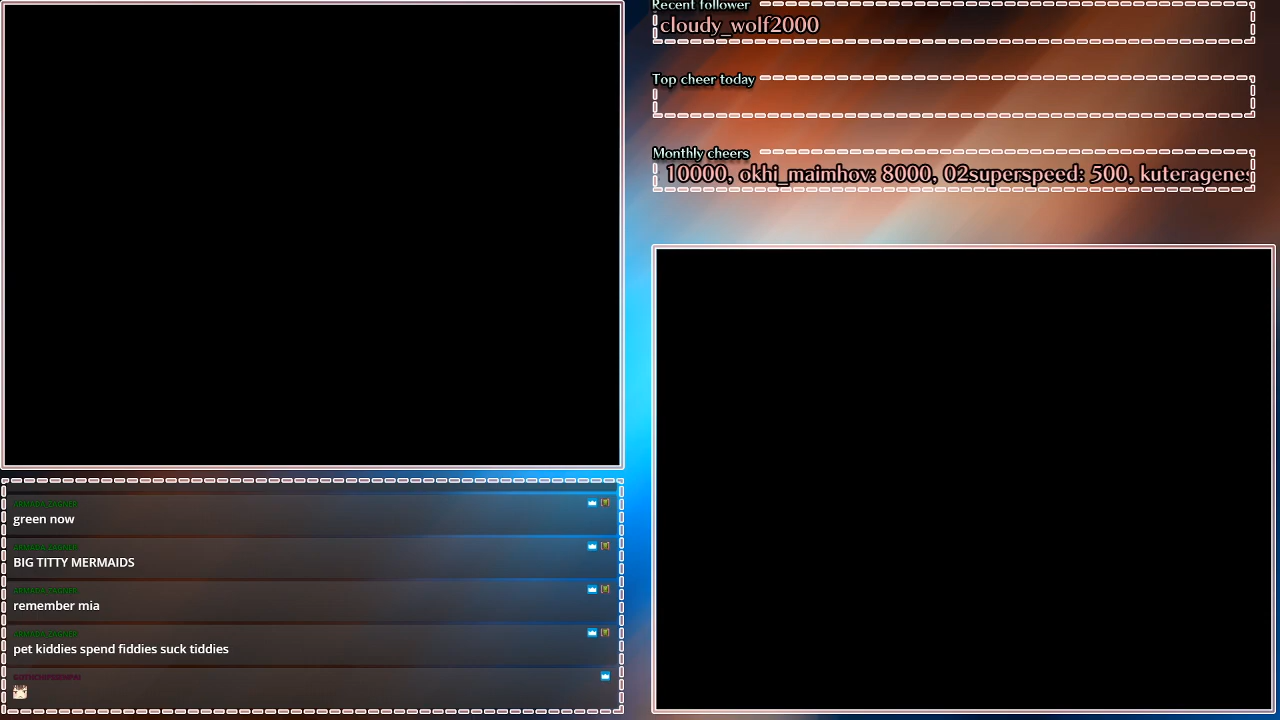 Recent follower
cloudy_wolf2000
Top cheer today
Monthly cheers
10000, okhi_maimhov: 8000, 02superspeed: 500, kuteragenes
green now
BIG TITTY MERMAIDS
remember mia
pet kiddies spend fiddies suck tiddies